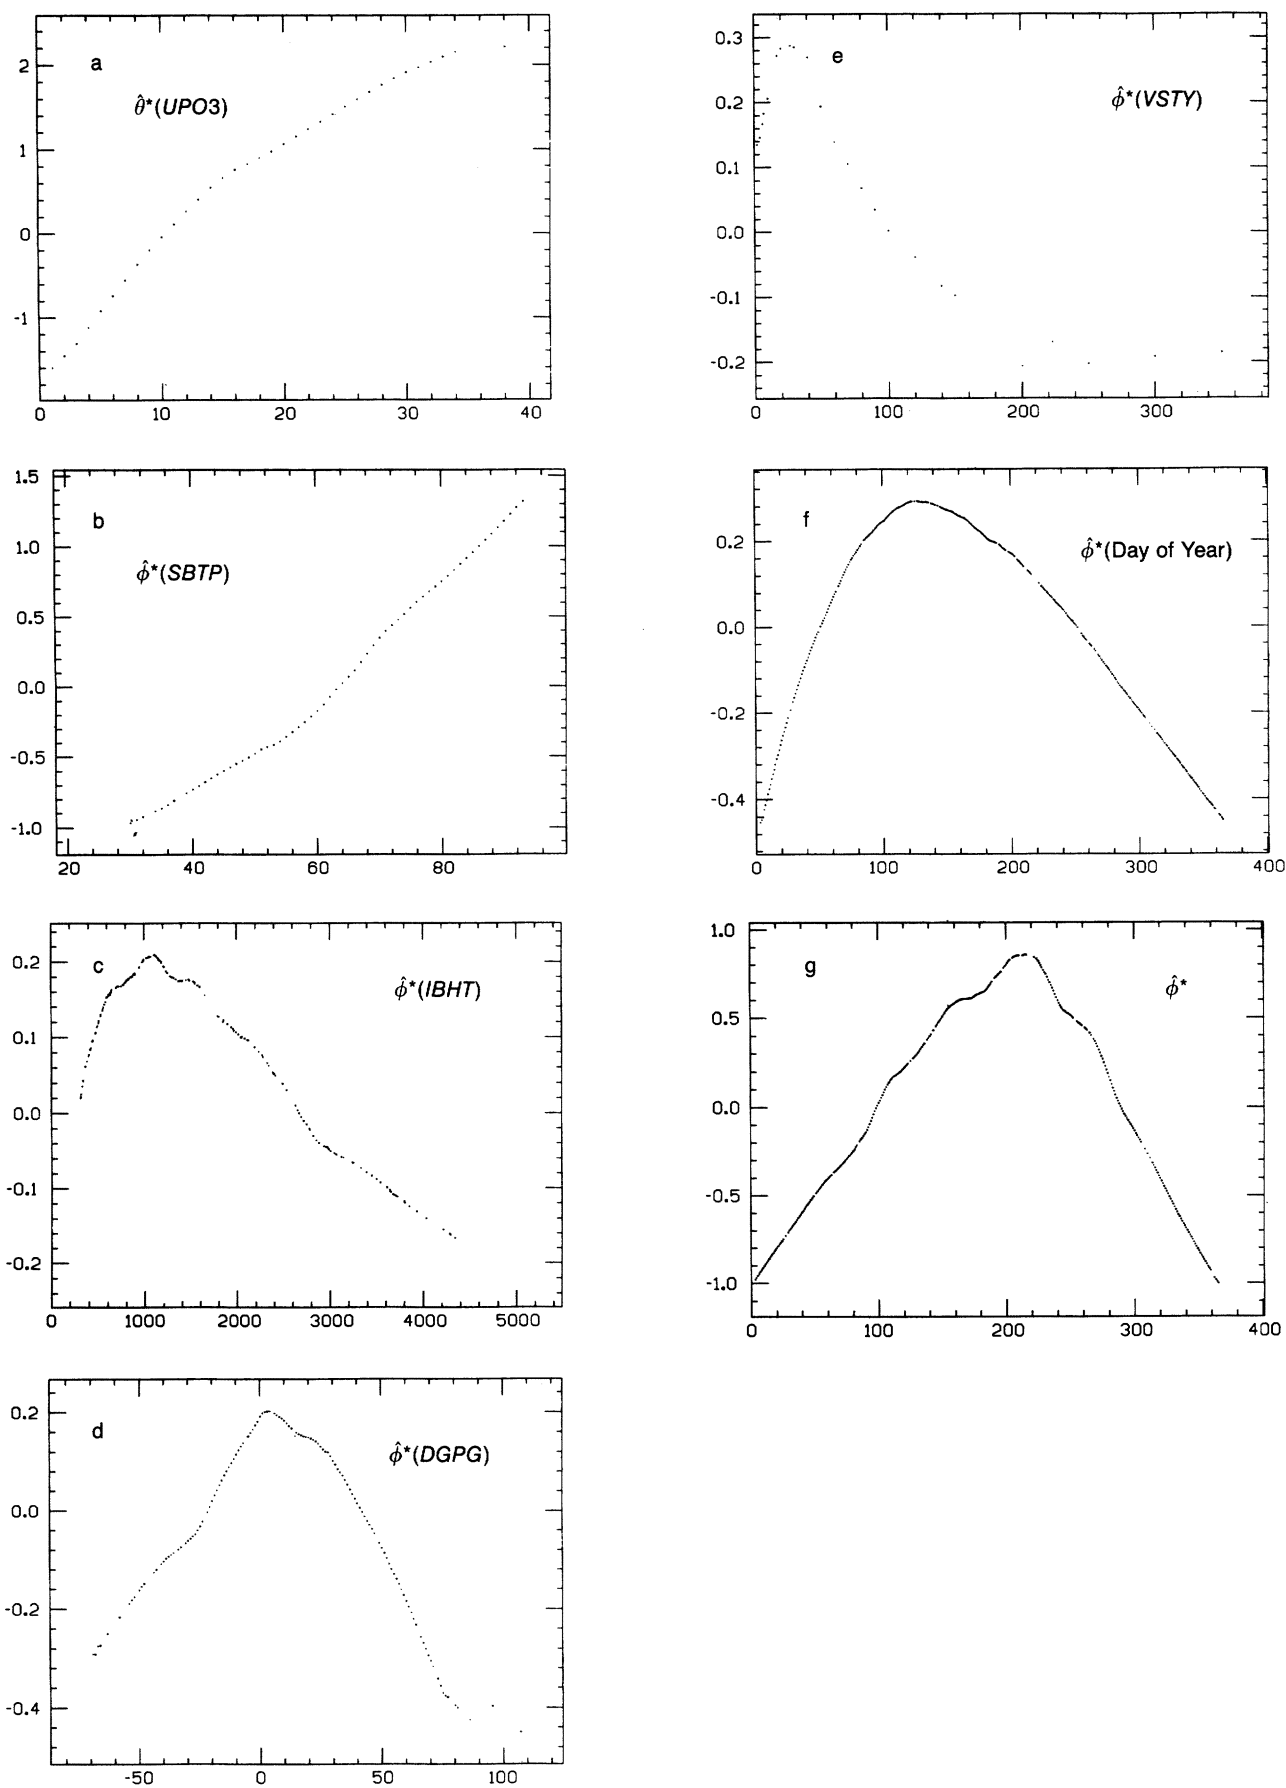 a
θ̂*(UPO3)
2
1
0
-1
0 10 20 30 40
b
φ̂*(SBTP)
1.5
1.0
0.5
0.0
-0.5
-1.0
20 40 60 80
c
φ̂*(IBHT)
0.2
0.1
0.0
-0.1
-0.2
0 1000 2000 3000 4000 5000
d
φ̂*(DGPG)
0.2
0.0
-0.2
-0.4
-50 0 50 100
e
φ̂*(VSTY)
0.3
0.2
0.1
0.0
-0.1
-0.2
0 100 200 300
f
φ̂*(Day of Year)
0.2
0.0
-0.2
-0.4
0 100 200 300 400
g
φ̂*
1.0
0.5
0.0
-0.5
-1.0
0 100 200 300 400